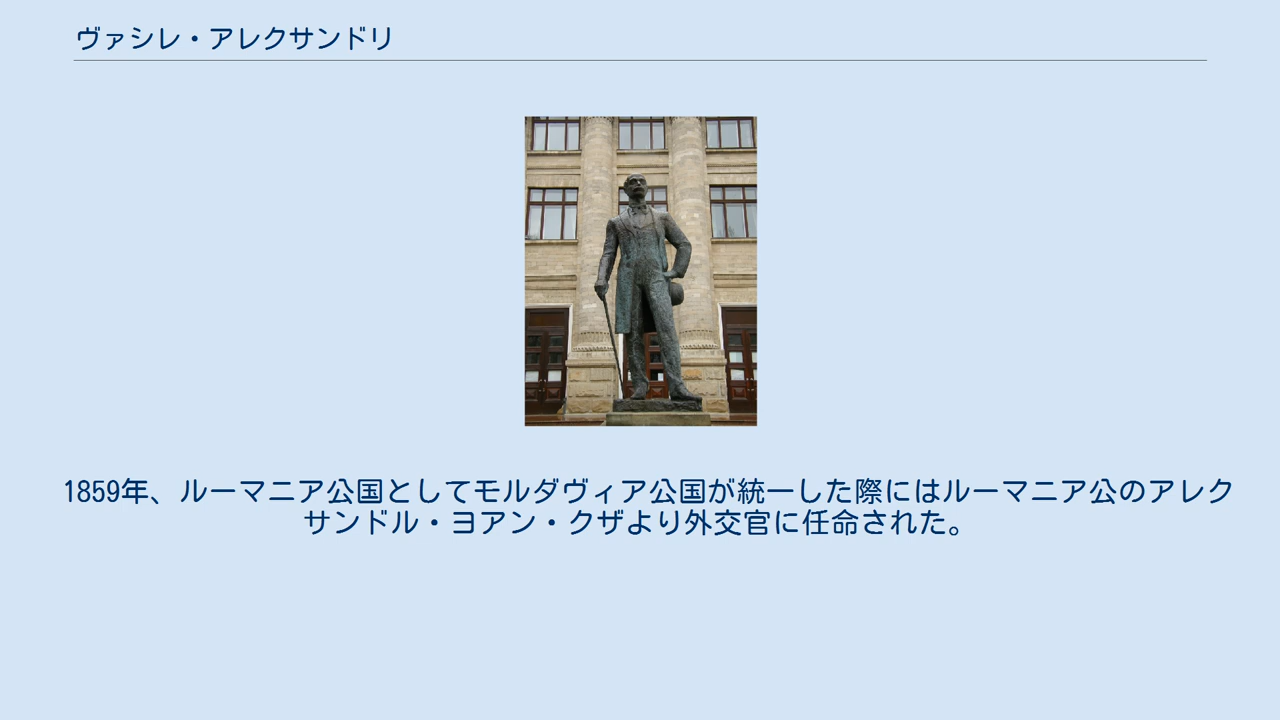 ヴァシレ・アレクサンドリ
1859年、ルーマニア公国としてモルダヴィア公国が統一した際にはルーマニア公のアレク
サンドル・ヨアン・クザより外交官に任命された。